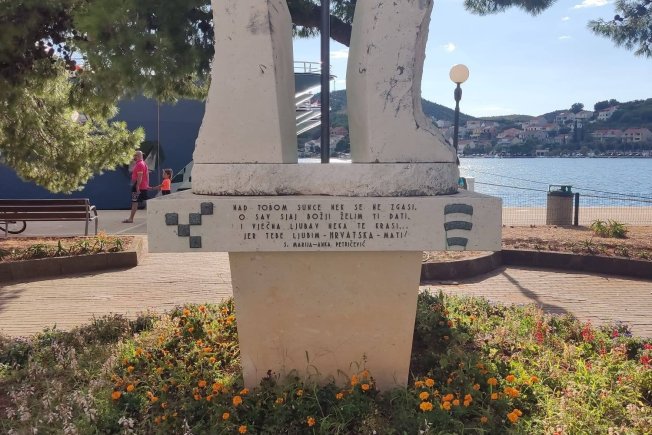 NAD TOBOM SUNCE NEK SE NE ZGASI,
O SAV SJAJ BOŽJI ŽELIM TI DATI,
I VJEČNA LJUBAV NEKA TE KRASI...
JER TEBE LJUBIM-HRVATSKA-MATI!
S. MARIJA-ANKA PETRIČEVIĆ